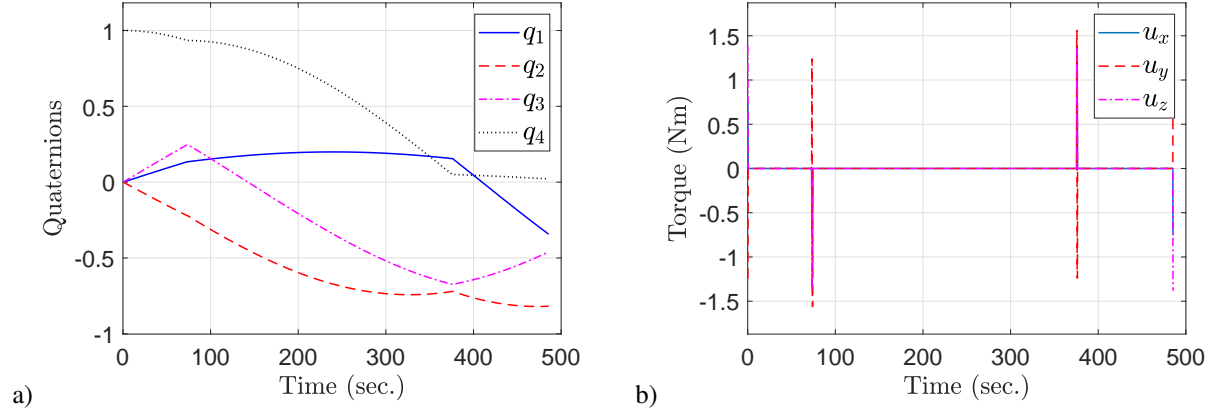 1
0.5
0
-0.5
-1
0 100 200 300 400 500
Quaternions
Time (sec.)
q1
q2
q3
q4
a)
1.5
1
0.5
0
-0.5
-1
-1.5
0 100 200 300 400 500
Torque (Nm)
Time (sec.)
ux
uy
uz
b)